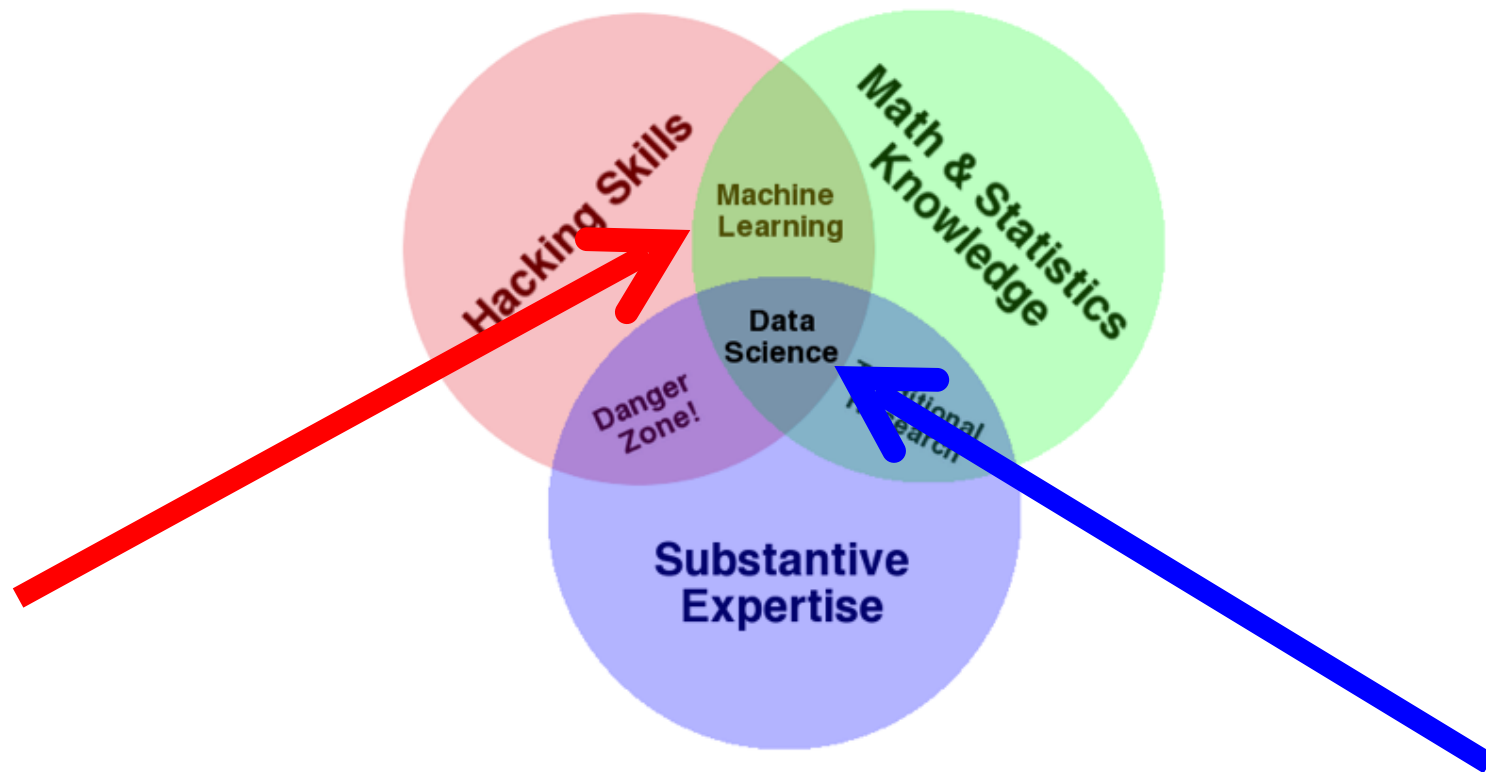 Hacking Skills
Math & Statistics
Knowledge
Machine
Learning
Data
Science
Danger
Zone!
Substantive
Expertise